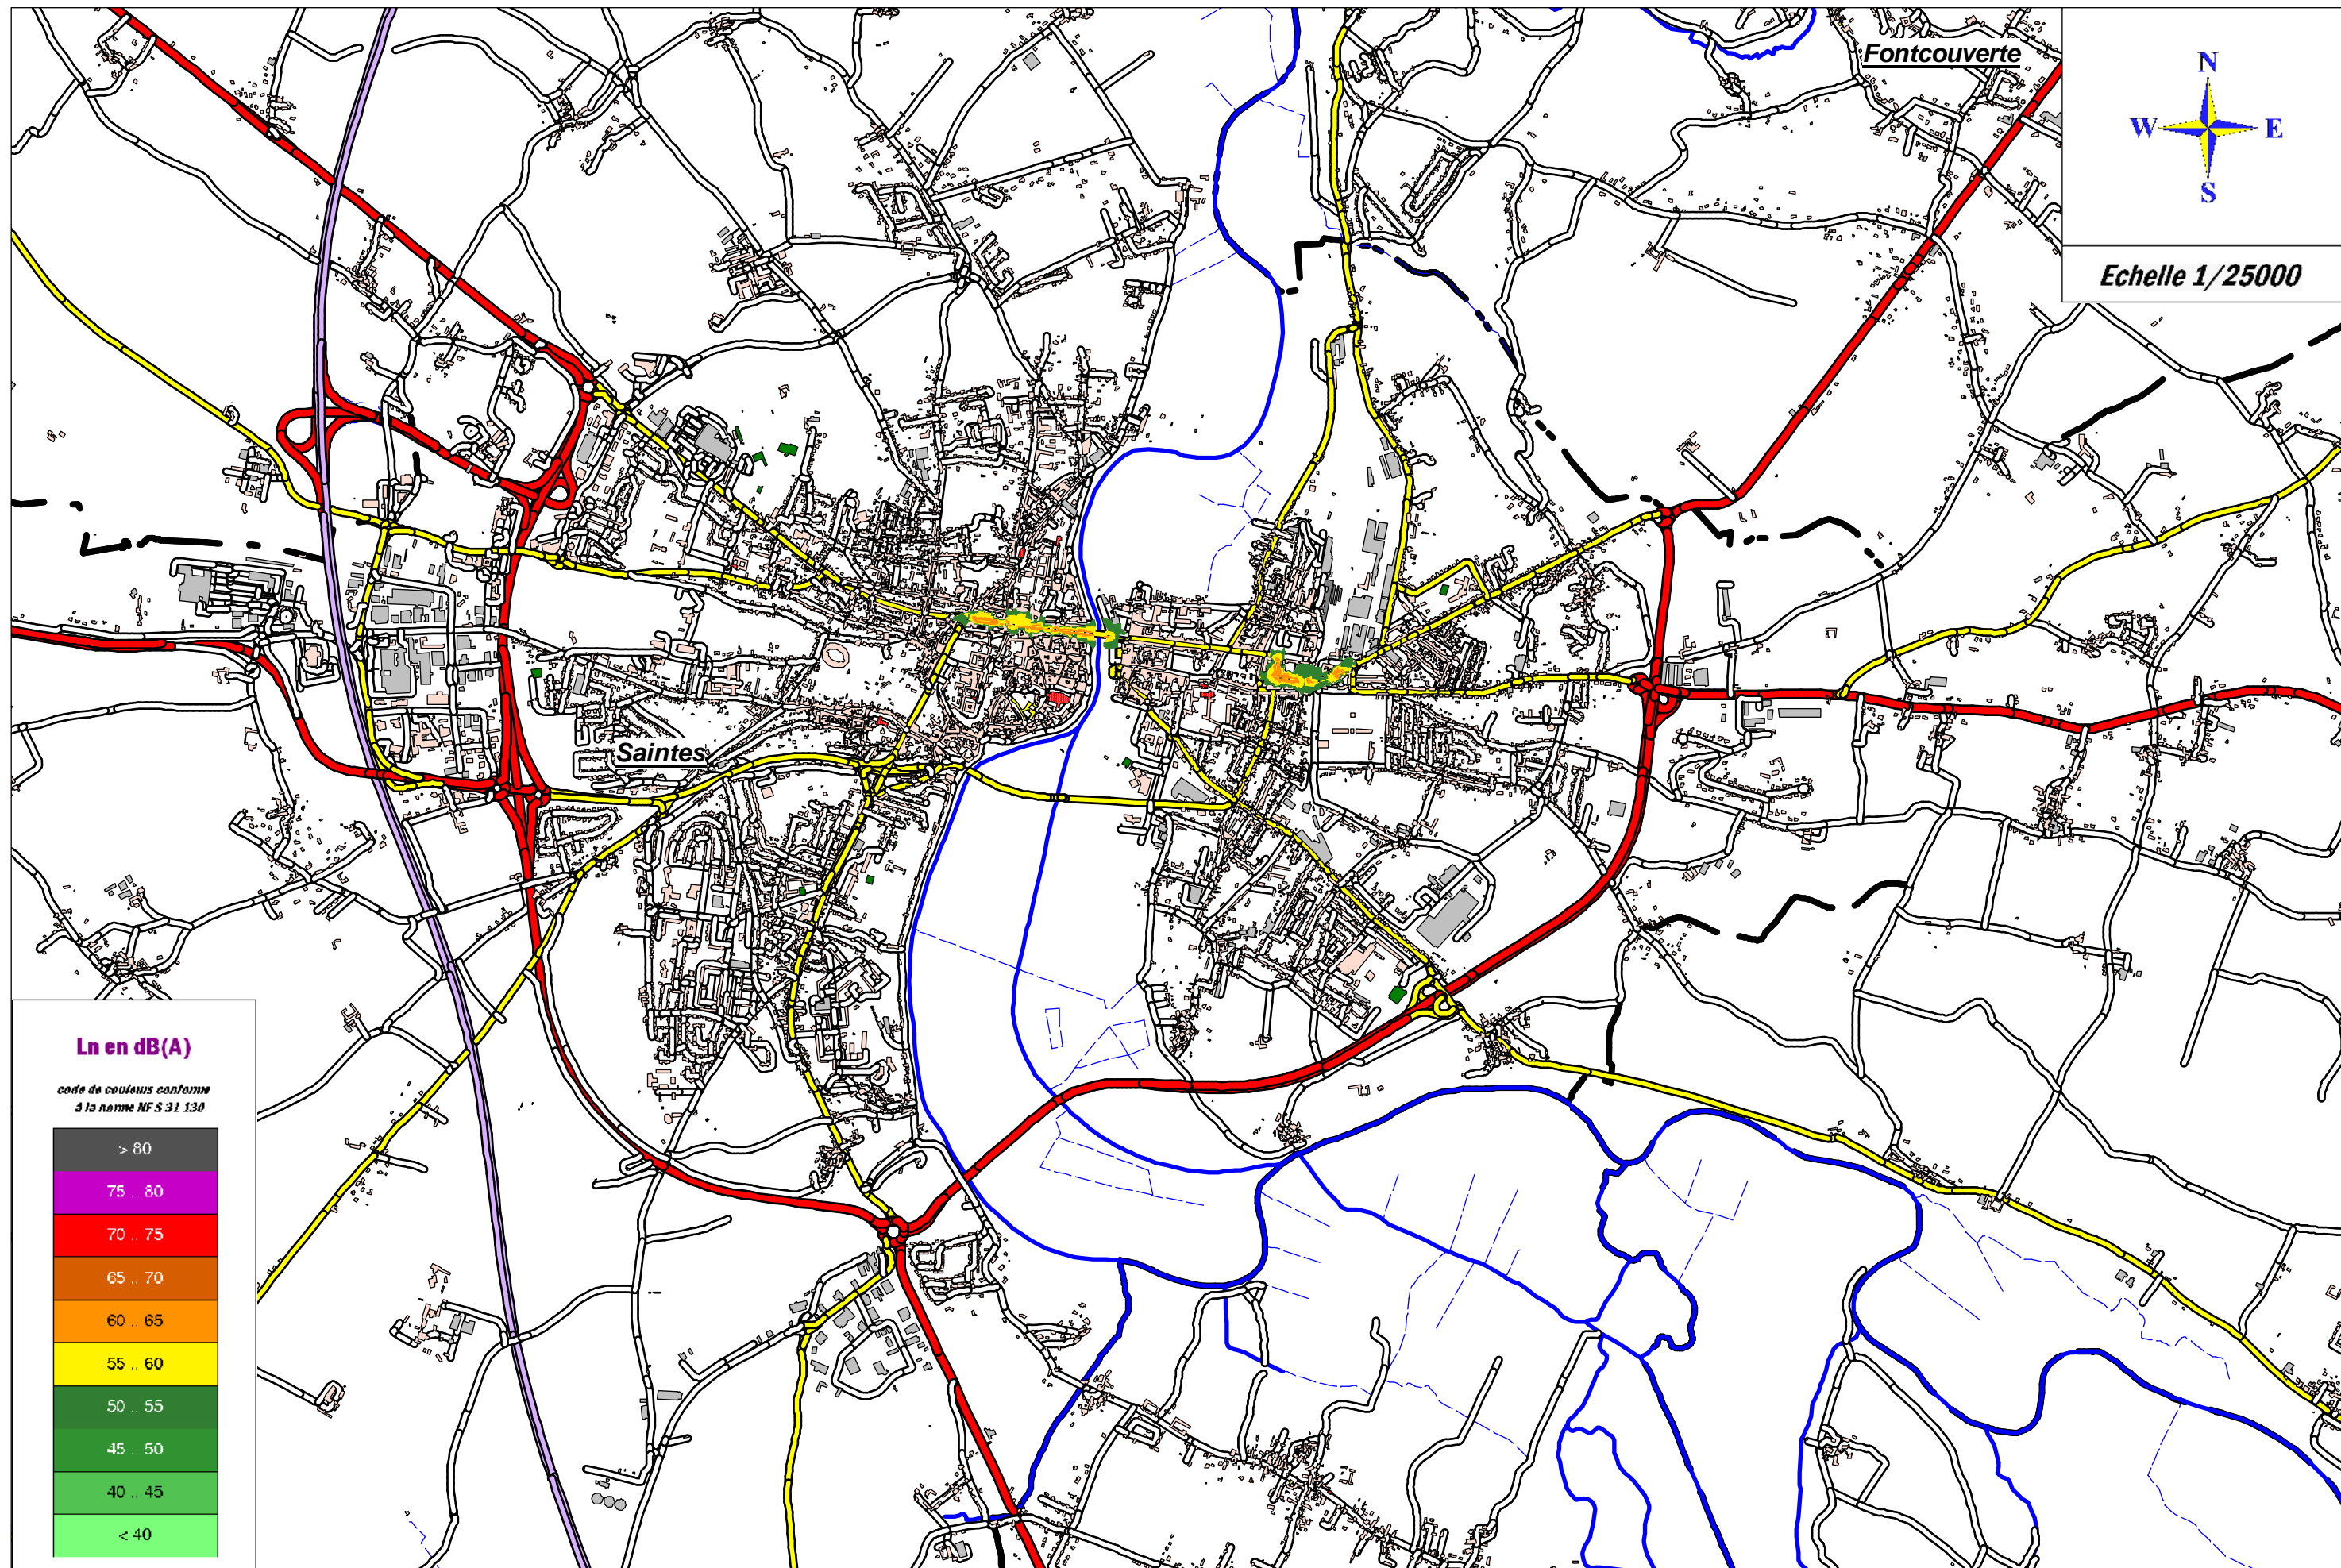 Fontcouverte
N
W E
S
Echelle 1/25000
Saintes
Ln en dB(A)
code de couleurs conforme
à la norme NF S 31 130
> 80
75 .. 80
70 .. 75
65 .. 70
60 .. 65
55 .. 60
50 .. 55
45 .. 50
40 .. 45
< 40